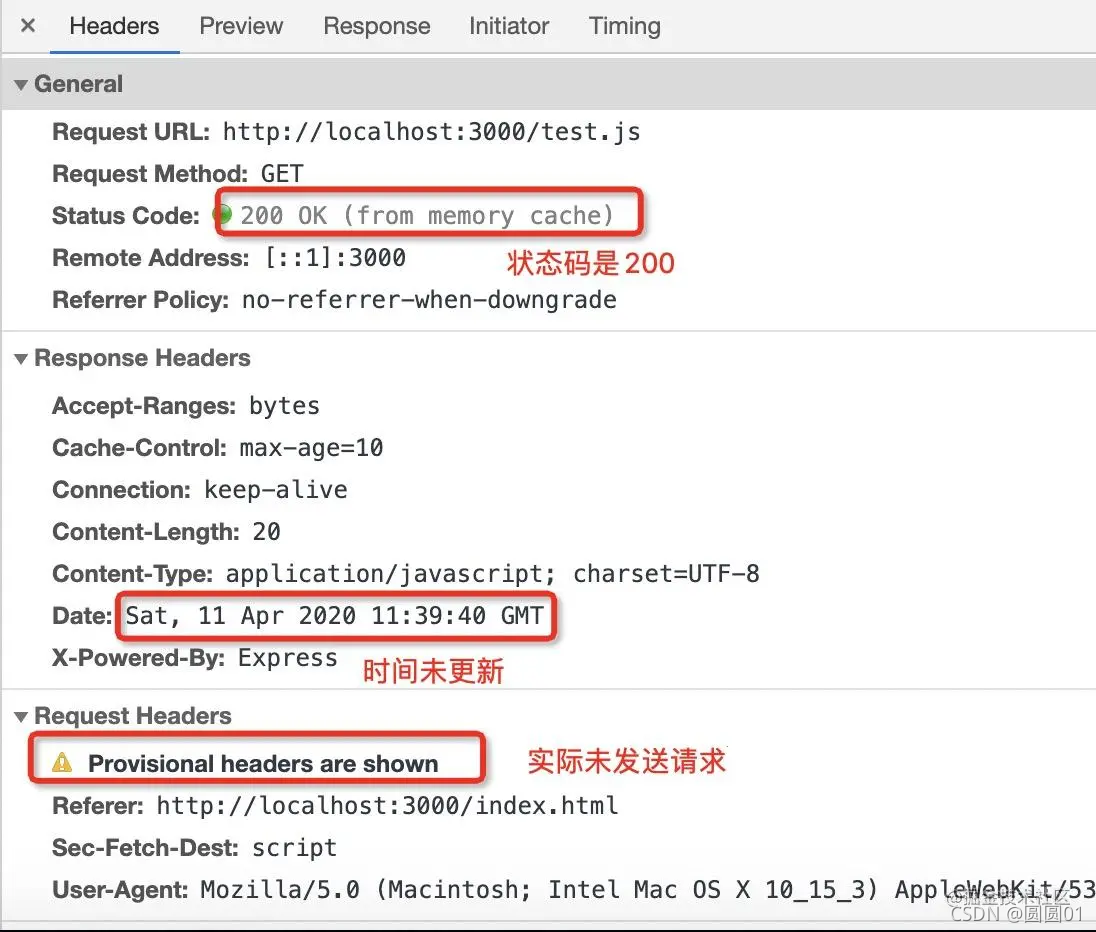 × Headers Preview Response Initiator Timing
▼ General
Request URL: http://localhost:3000/test.js
Request Method: GET
Status Code: 200 OK (from memory cache)
状态码是200
Remote Address: [::1]:3000
Referrer Policy: no-referrer-when-downgrade
▼ Response Headers
Accept-Ranges: bytes
Cache-Control: max-age=10
Connection: keep-alive
Content-Length: 20
Content-Type: application/javascript; charset=UTF-8
Date: Sat, 11 Apr 2020 11:39:40 GMT
X-Powered-By: Express
时间未更新
▼ Request Headers
Provisional headers are shown
实际未发送请求
Referer: http://localhost:3000/index.html
Sec-Fetch-Dest: script
User-Agent: Mozilla/5.0 (Macintosh; Intel Mac OS X 10_15_3) AppleWebKit/53
@掘金技术社区
CSDN @圆圆01